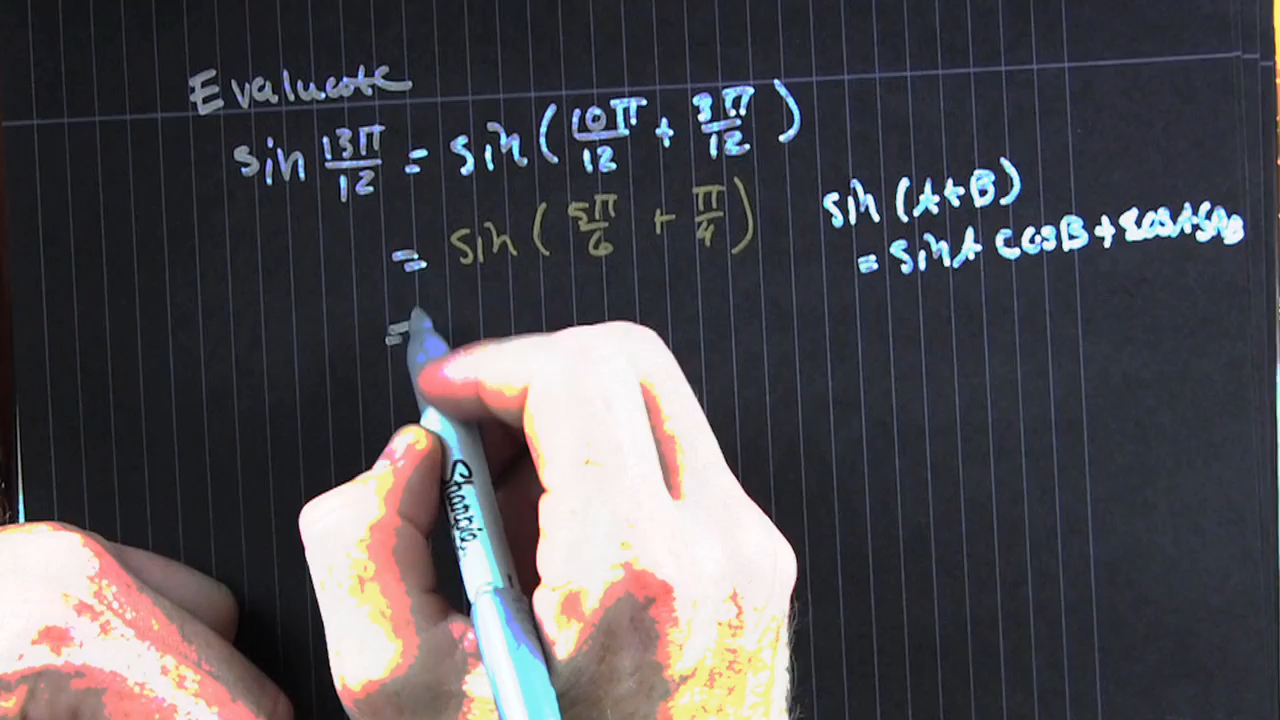 Evaluate
sin 13π/12 = sin ( 10π/12 + 3π/12 )
= sin ( 5π/6 + π/4 )
=
sin (A+B)
= sinA cosB + cosA sinB
Sharpie